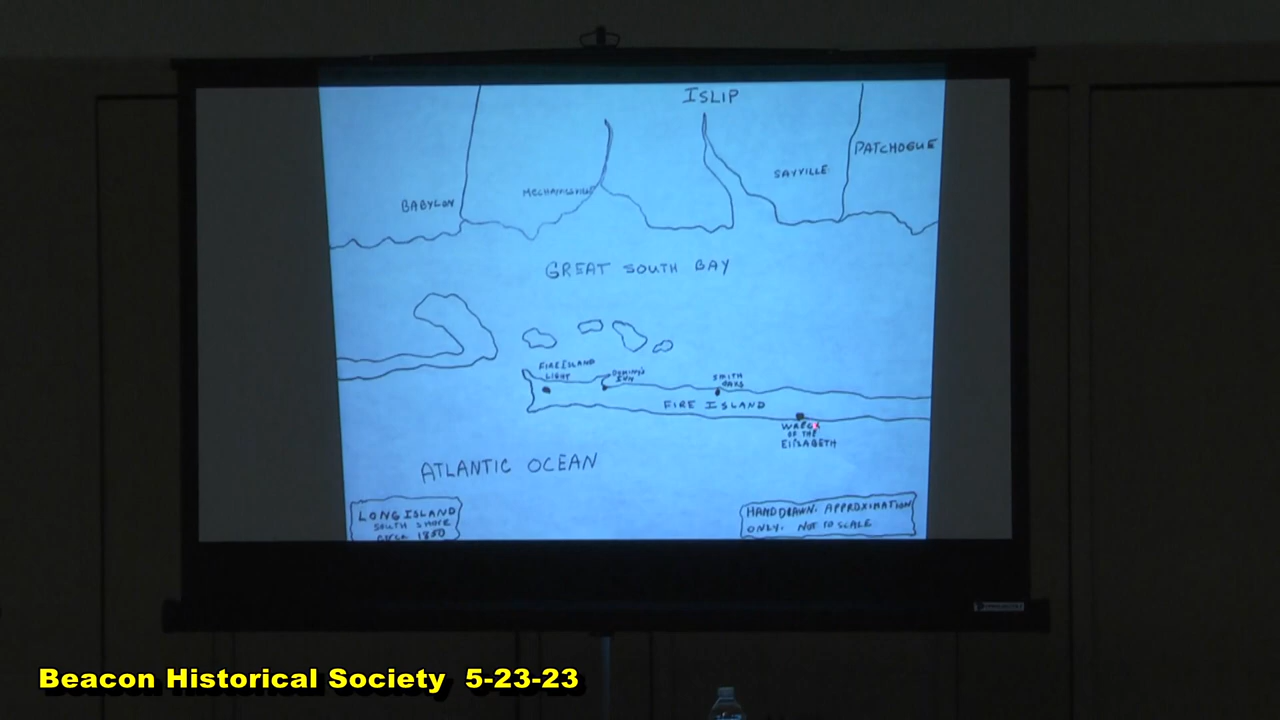 ISLIP
PATCHOGUE
SAYVILLE
MECHANICSVILLE
BABYLON
GREAT SOUTH BAY
FIRE ISLAND
LIGHT
DOMINY'S
INN
SMITH
OAKS
FIRE ISLAND
WRECK
OF THE
ELIZABETH
ATLANTIC OCEAN
LONG ISLAND
SOUTH SHORE
CIRCA 1850
HAND DRAWN. APPROXIMATION
ONLY. NOT TO SCALE
Beacon Historical Society 5-23-23